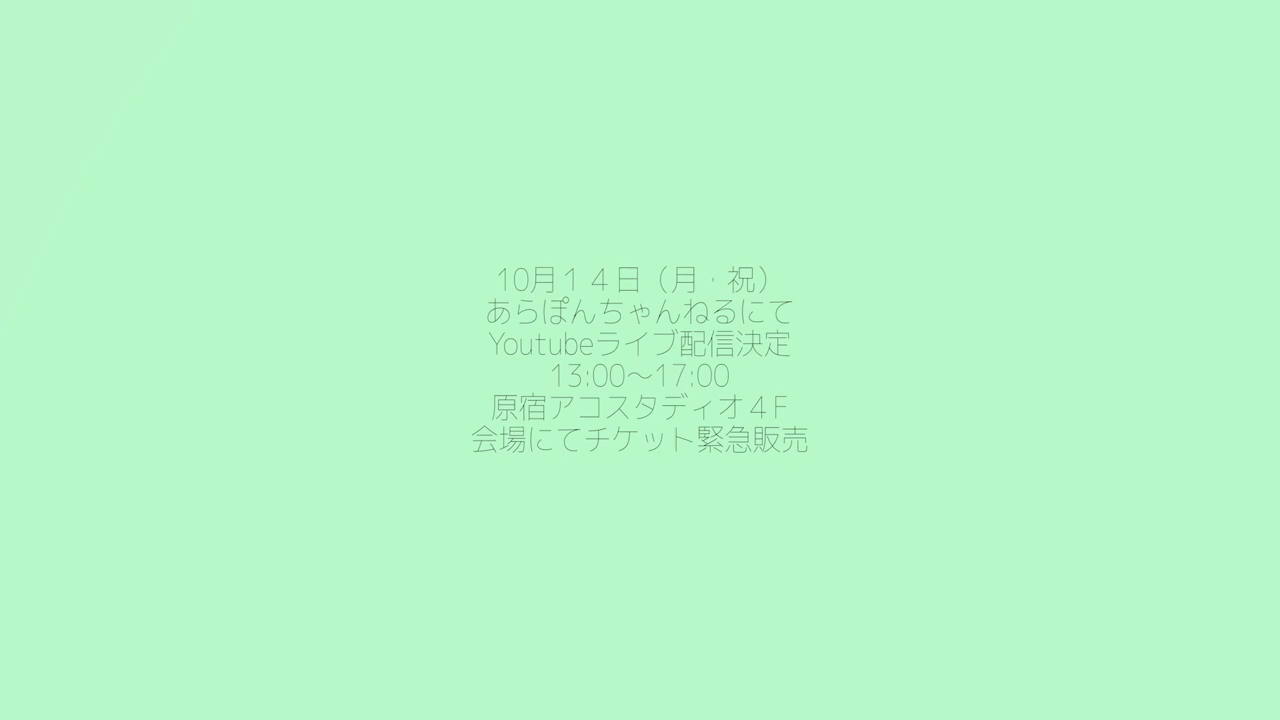 10月１４日（月・祝）
あらぽんちゃんねるにて
Youtubeライブ配信決定
13:00～17:00
原宿アコスタディオ４F
会場にてチケット緊急販売